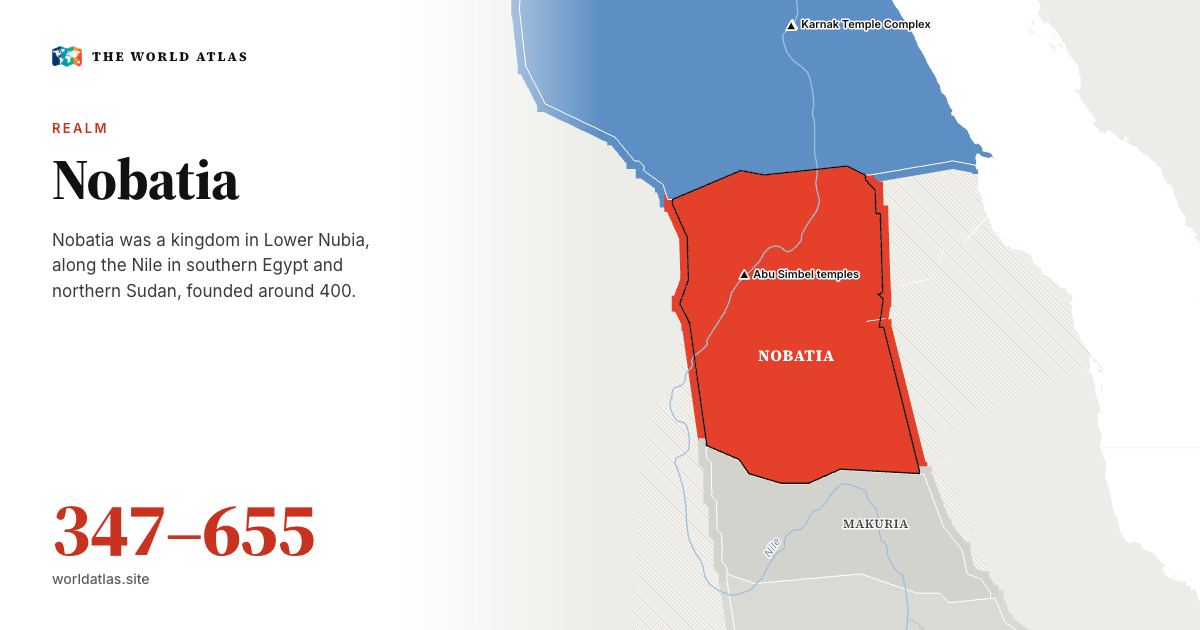 THE WORLD ATLAS
REALM
Nobatia
Nobatia was a kingdom in Lower Nubia,
along the Nile in southern Egypt and
northern Sudan, founded around 400.
347–655
worldatlas.site
Karnak Temple Complex
Abu Simbel temples
NOBATIA
MAKURIA
Nile